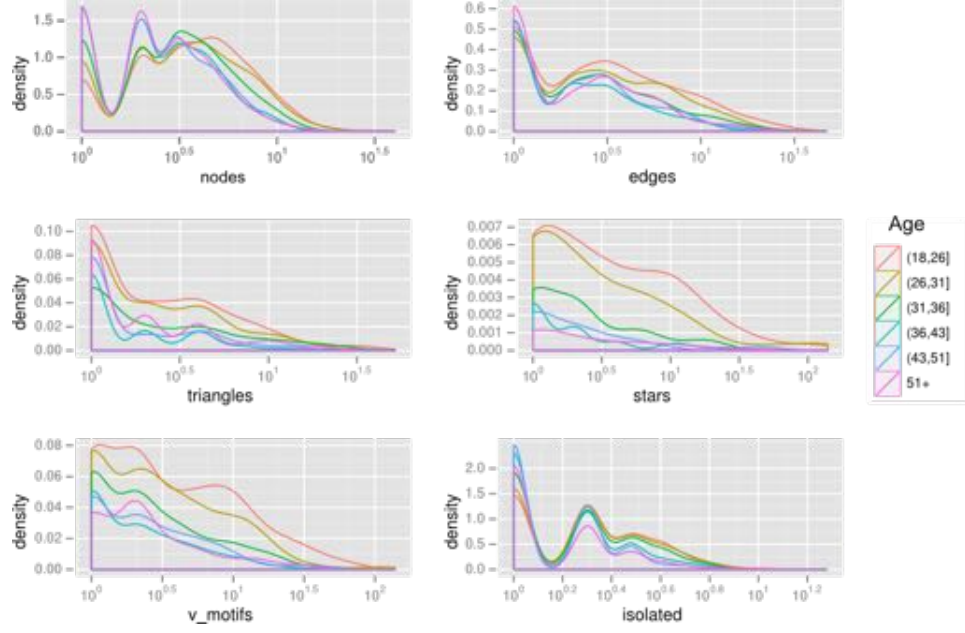 1.5
1.0
0.5
0.0
density
10^0 10^0.5 10^1 10^1.5
nodes
0.6
0.5
0.4
0.3
0.2
0.1
0.0
density
10^0 10^0.5 10^1 10^1.5
edges
0.10
0.08
0.06
0.04
0.02
0.00
density
10^0 10^0.5 10^1 10^1.5
triangles
0.007
0.006
0.005
0.004
0.003
0.002
0.001
0.000
density
10^0 10^0.5 10^1 10^1.5 10^2
stars
Age
(18,26]
(26,31]
(31,36]
(36,43]
(43,51]
51+
0.08
0.06
0.04
0.02
0.00
density
10^0 10^0.5 10^1 10^1.5 10^2
v_motifs
2.0
1.5
1.0
0.5
0.0
density
10^0 10^0.2 10^0.4 10^0.6 10^0.8 10^1 10^1.2
isolated